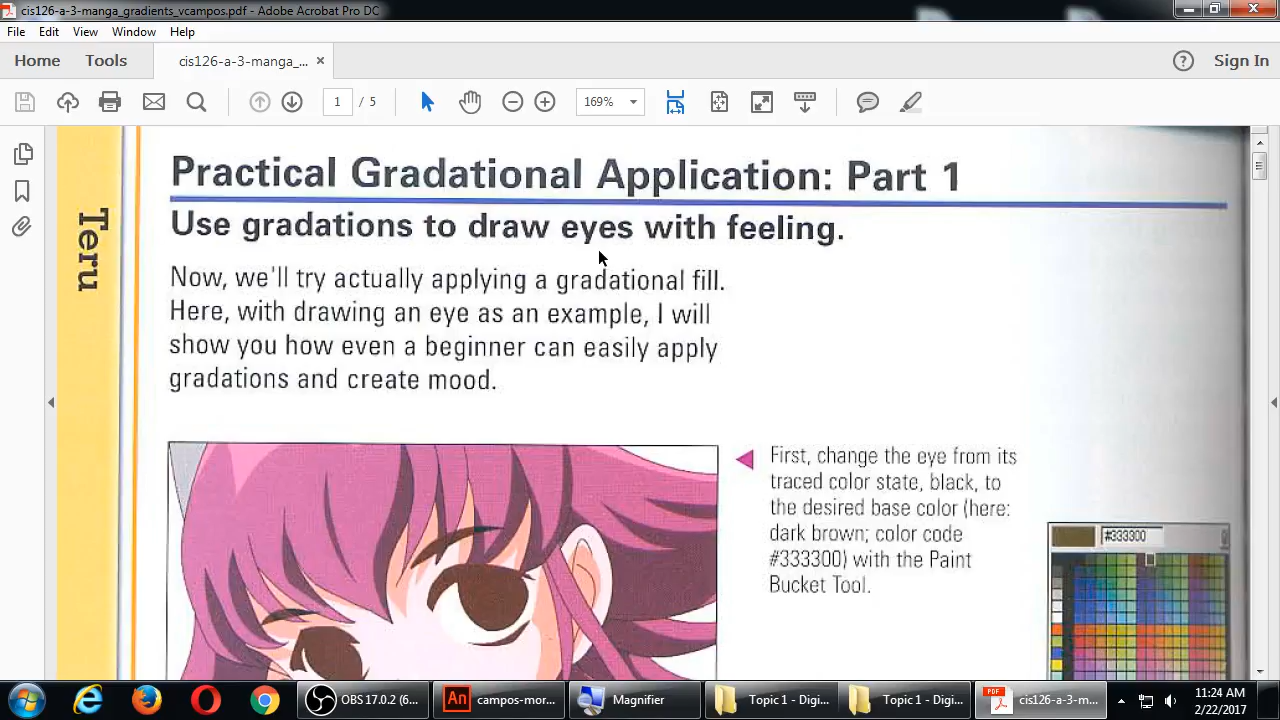 cis126-a-3-manga_gradients_vcampos.pdf - Adobe Acrobat Pro DC
File Edit View Window Help
Home Tools cis126-a-3-manga_... × Sign In
1 / 5 169%
Teru
Practical Gradational Application: Part 1
Use gradations to draw eyes with feeling.
Now, we'll try actually applying a gradational fill.
Here, with drawing an eye as an example, I will
show you how even a beginner can easily apply
gradations and create mood.
First, change the eye from its
traced color state, black, to
the desired base color (here:
dark brown; color code
#333300) with the Paint
Bucket Tool.
#333300
OBS 17.0.2 (6... campos-mor... Magnifier Topic 1 - Digi... Topic 1 - Digi... cis126-a-3-m...
11:24 AM
2/22/2017